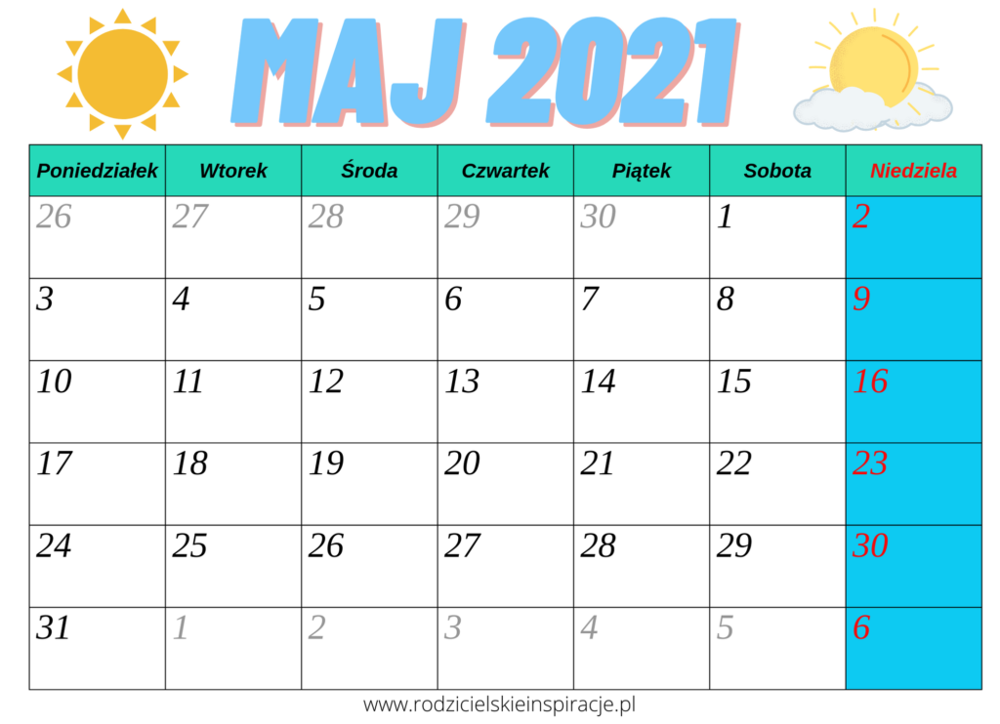 MAJ 2021
Poniedziałek Wtorek Środa Czwartek Piątek Sobota Niedziela
26 27 28 29 30 1 2
3 4 5 6 7 8 9
10 11 12 13 14 15 16
17 18 19 20 21 22 23
24 25 26 27 28 29 30
31 1 2 3 4 5 6
www.rodzicielskieinspiracje.pl